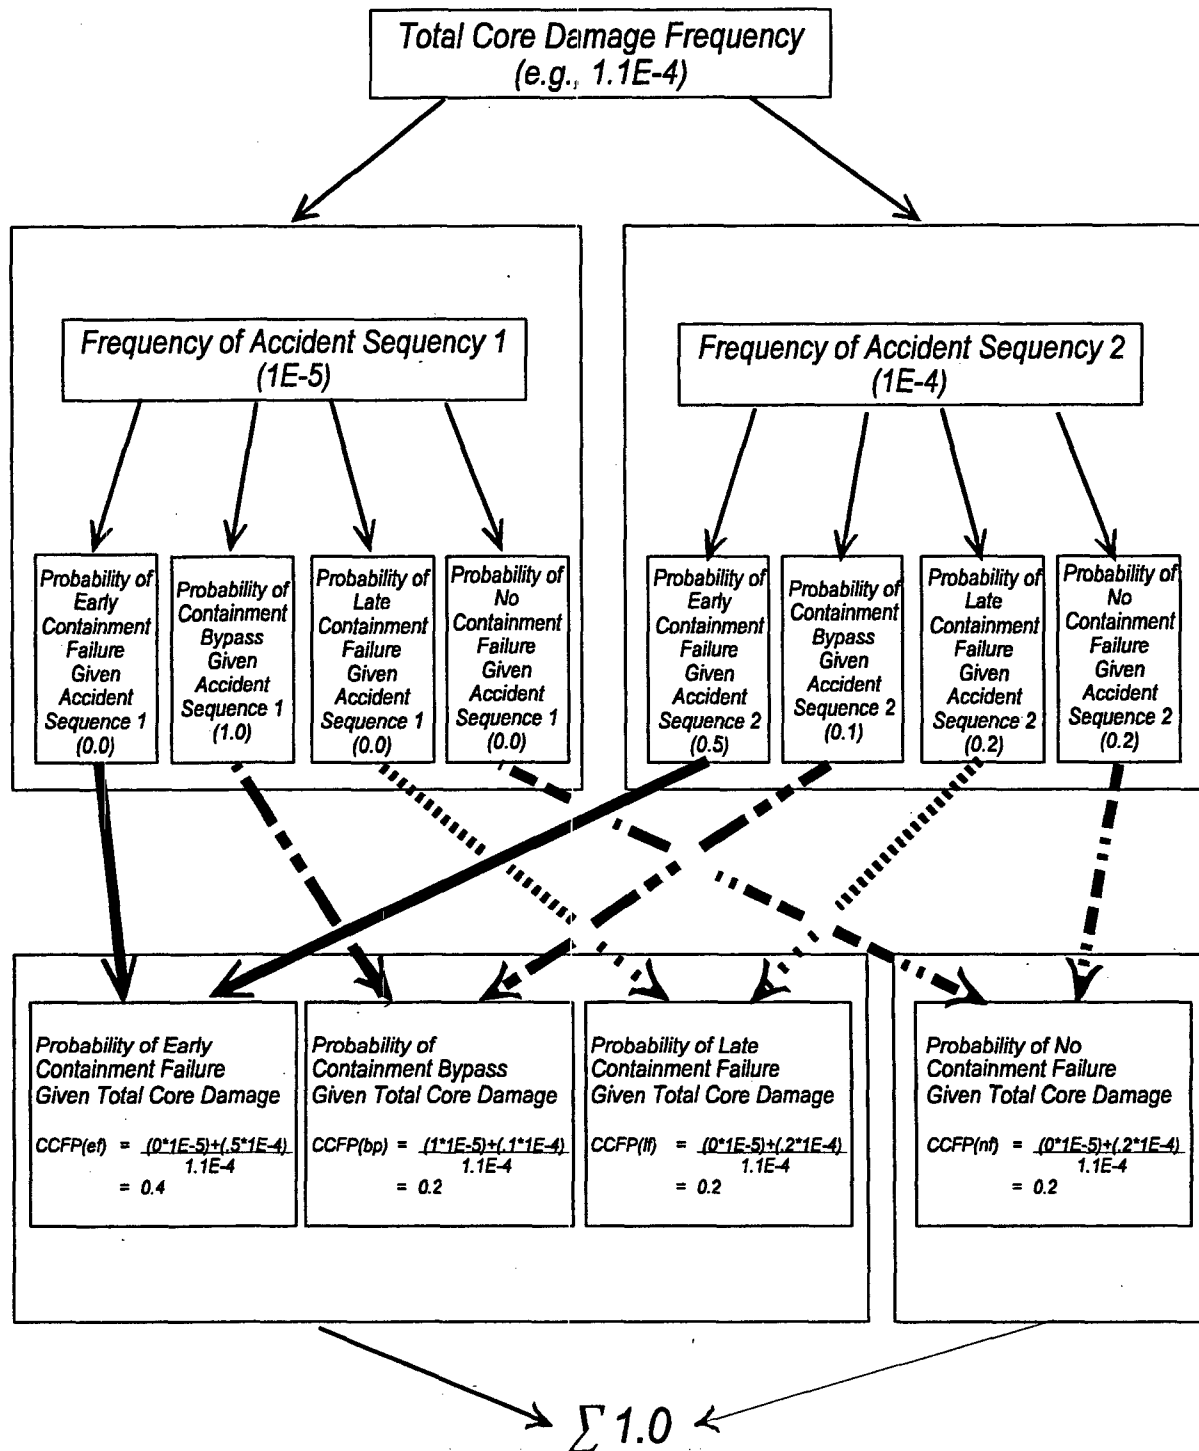 Total Core Damage Frequency
(e.g., 1.1E-4)
Frequency of Accident Sequency 1
(1E-5)
Frequency of Accident Sequency 2
(1E-4)
Probability of
Early
Containment
Failure
Given
Accident
Sequence 1
(0.0)
Probability of
Containment
Bypass
Given
Accident
Sequence 1
(1.0)
Probability of
Late
Containment
Failure
Given
Accident
Sequence 1
(0.0)
Probability of
No
Containment
Failure
Given
Accident
Sequence 1
(0.0)
Probability of
Early
Containment
Failure
Given
Accident
Sequence 2
(0.5)
Probability of
Containment
Bypass
Given
Accident
Sequence 2
(0.1)
Probability of
Late
Containment
Failure
Given
Accident
Sequence 2
(0.2)
Probability of
No
Containment
Failure
Given
Accident
Sequence 2
(0.2)
Probability of Early
Containment Failure
Given Total Core Damage
CCFP(ef) = (0*1E-5)+(.5*1E-4)
1.1E-4
= 0.4
Probability of
Containment Bypass
Given Total Core Damage
CCFP(bp) = (1*1E-5)+(.1*1E-4)
1.1E-4
= 0.2
Probability of Late
Containment Failure
Given Total Core Damage
CCFP(lf) = (0*1E-5)+(.2*1E-4)
1.1E-4
= 0.2
Probability of No
Containment Failure
Given Total Core Damage
CCFP(nf) = (0*1E-5)+(.2*1E-4)
1.1E-4
= 0.2
∑ 1.0